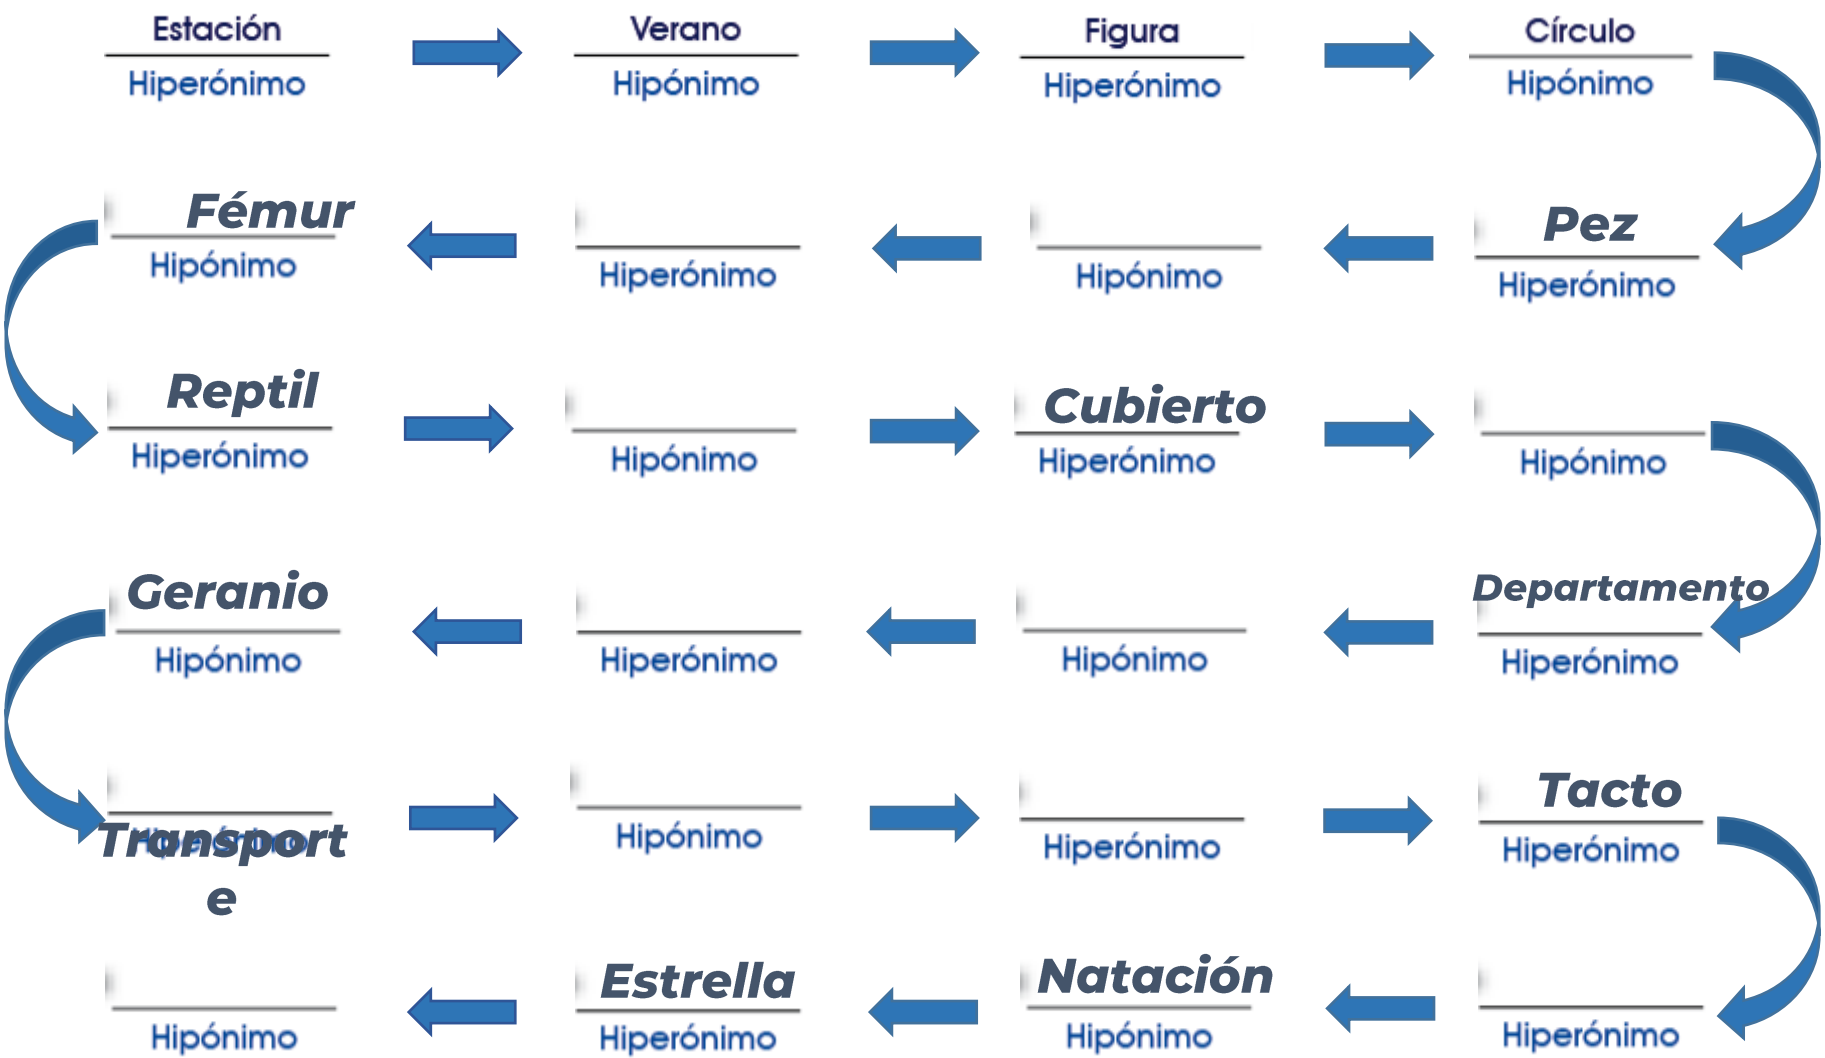 Estación Verano Figura Círculo
Hiperónimo Hipónimo Hiperónimo Hipónimo
Fémur Pez
Hipónimo Hiperónimo Hipónimo Hiperónimo
Reptil Cubierto
Hiperónimo Hipónimo Hiperónimo Hipónimo
Geranio Departamento
Hipónimo Hiperónimo Hipónimo Hiperónimo
Tacto
Transport
e
Hiperónimo Hipónimo Hiperónimo Hiperónimo
Estrella Natación
Hipónimo Hiperónimo Hipónimo Hiperónimo